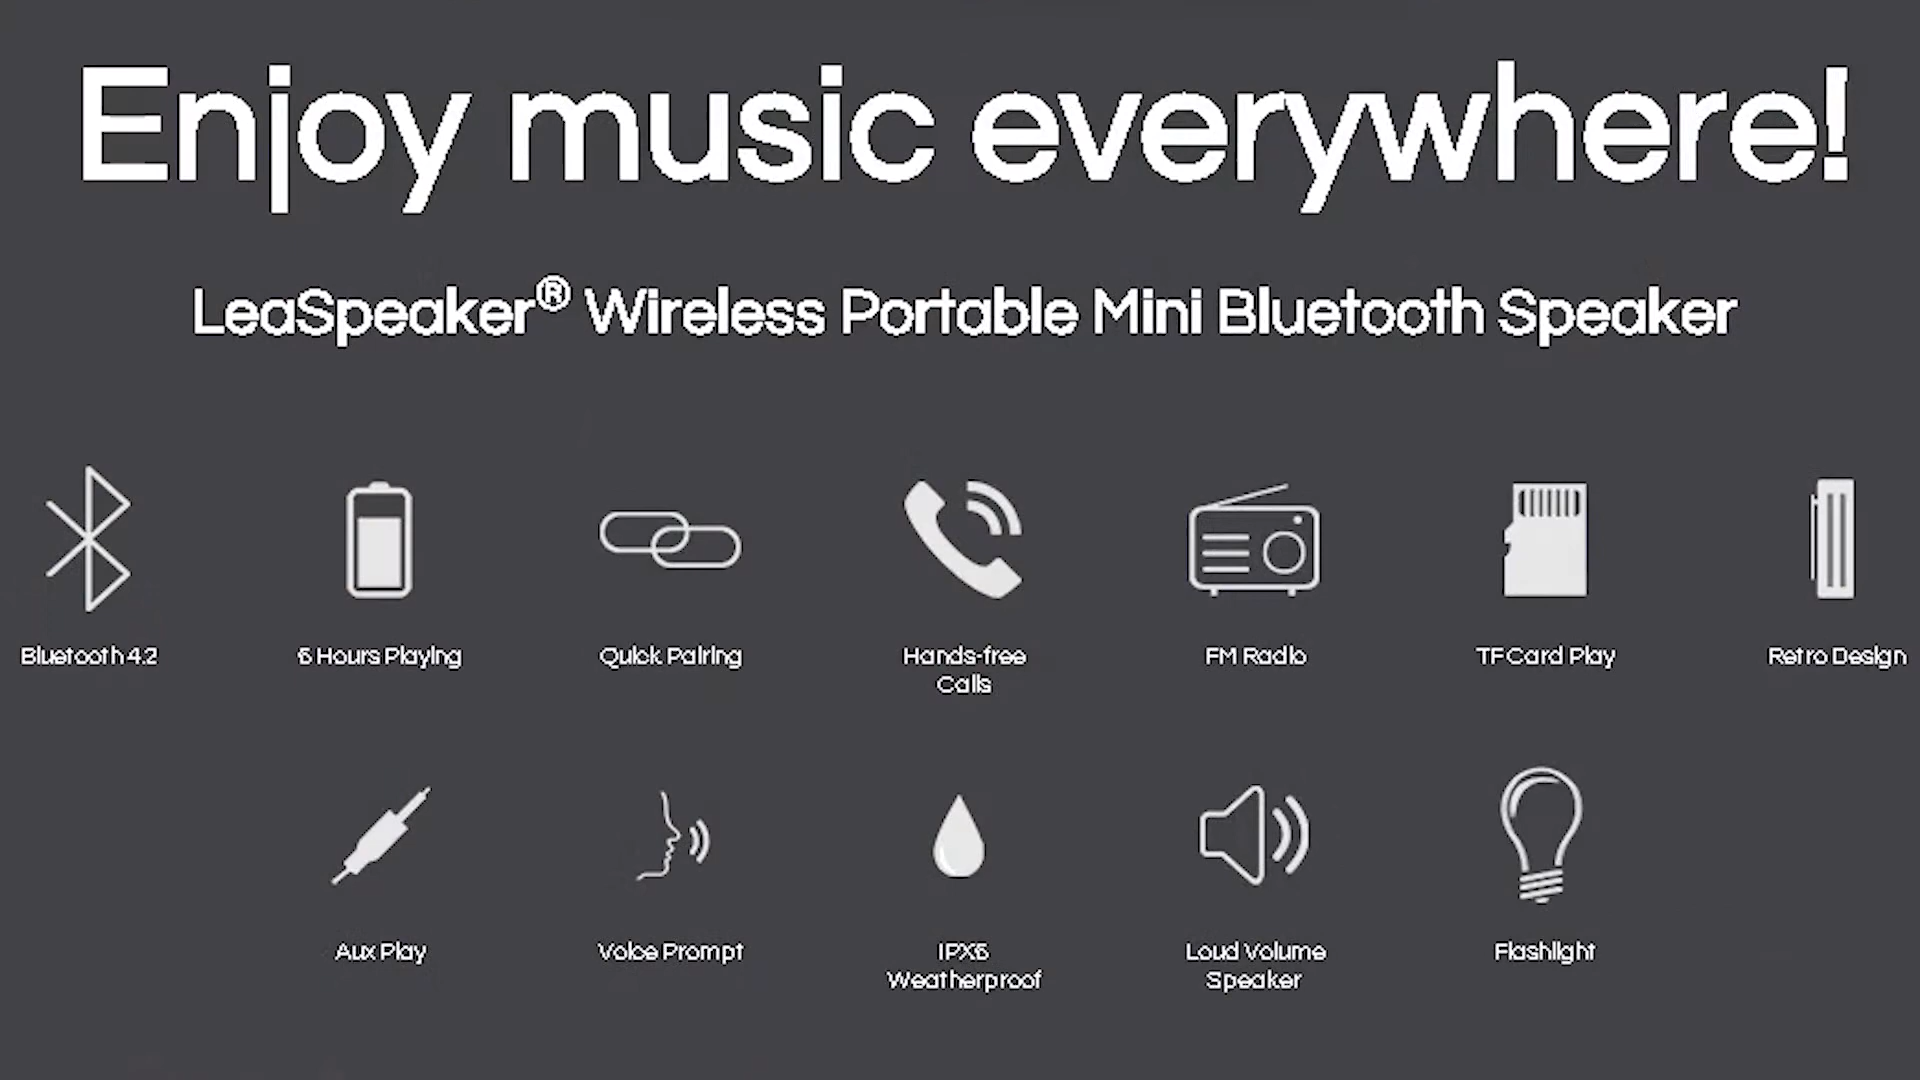 Enjoy music everywhere!
LeaSpeaker® Wireless Portable Mini Bluetooth Speaker
Bluetooth 4.2
6 Hours Playing
Quick Pairing
Hands-free
Calls
FM Radio
TF Card Play
Retro Design
Aux Play
Voice Prompt
IPX6
Weatherproof
Loud Volume
Speaker
Flashlight